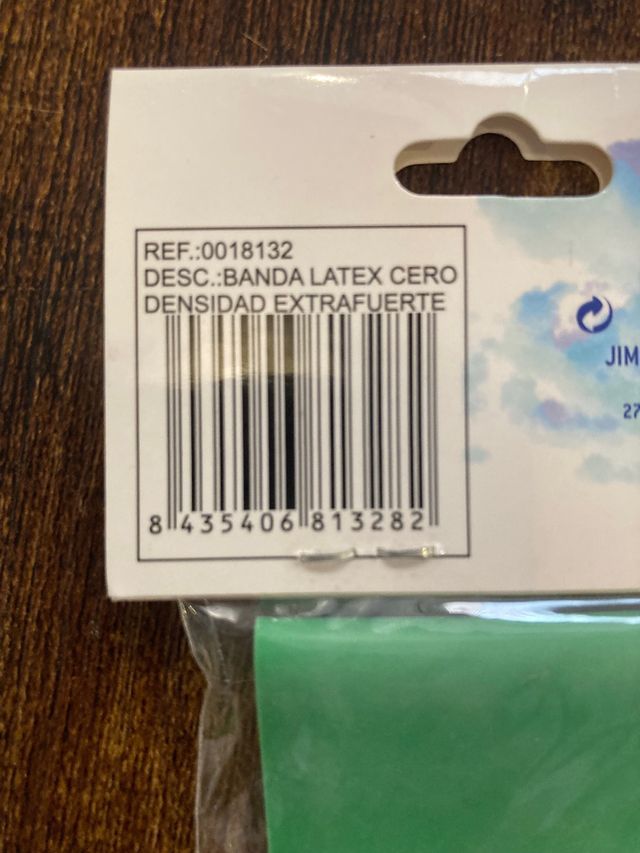 REF.:0018132
DESC.:BANDA LATEX CERO
DENSIDAD EXTRAFUERTE
8 435406 813282
JIM
27